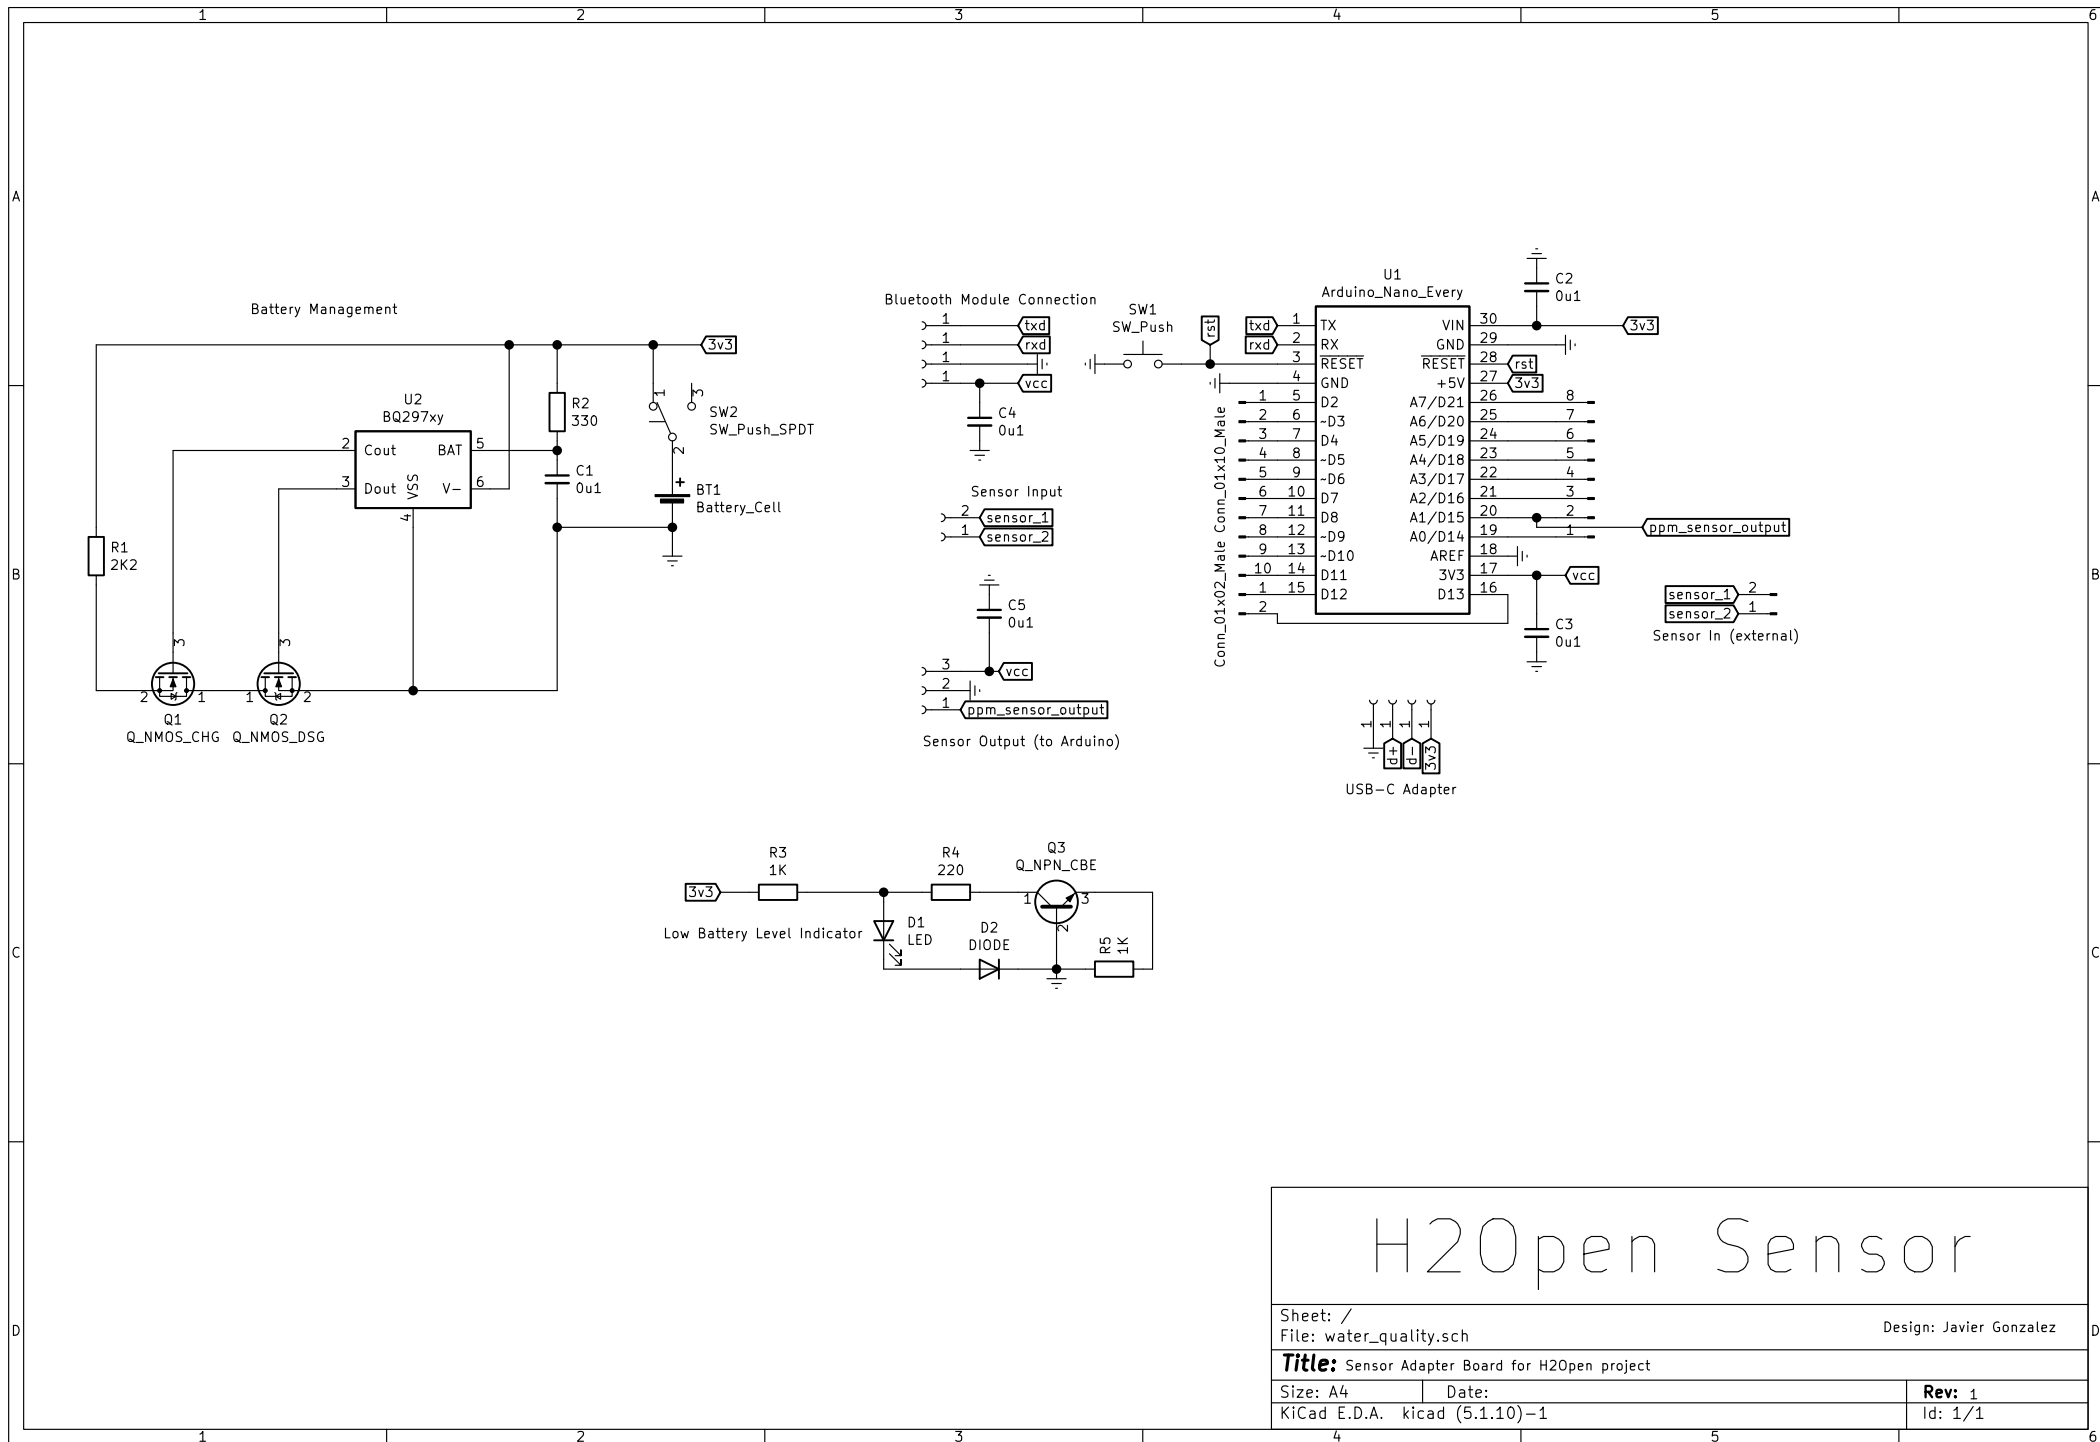 1 2 3 4 5 6
A A
B B
C C
D D
Battery Management
3v3
U2
BQ297xy
2 Cout BAT 5
3 Dout VSS V- 6
4
R2
330
C1
0u1
1 3
SW2
SW_Push_SPDT
2
+
BT1
Battery_Cell
R1
2K2
3 3
2 1 1 2
Q1 Q2
Q_NMOS_CHG Q_NMOS_DSG
Bluetooth Module Connection
1 txd
1 rxd
1
1 vcc
C4
0u1
Sensor Input
2 sensor_1
1 sensor_2
C5
0u1
3 vcc
2
1 ppm_sensor_output
Sensor Output (to Arduino)
SW1
SW_Push
rst
U1
Arduino_Nano_Every
txd 1 TX VIN 30 3v3
rxd 2 RX GND 29
3 RESET RESET 28 rst
4 GND +5V 27 3v3
1 5 D2 A7/D21 26 8
2 6 ~D3 A6/D20 25 7
3 7 D4 A5/D19 24 6
4 8 ~D5 A4/D18 23 5
5 9 ~D6 A3/D17 22 4
6 10 D7 A2/D16 21 3
7 11 D8 A1/D15 20 2
8 12 ~D9 A0/D14 19 1
9 13 ~D10 AREF 18
10 14 D11 3V3 17 vcc
1 15 D12 D13 16
2
Conn_01x10_Male
Conn_01x02_Male
C2
0u1
ppm_sensor_output
C3
0u1
sensor_1 2
sensor_2 1
Sensor In (external)
1 1 1 1
d+ d- 3v3
USB-C Adapter
3v3
R3
1K
R4
220
Q3
Q_NPN_CBE
1 3
2
Low Battery Level Indicator
D1
LED
D2
DIODE
R5
1K
H2Open Sensor
Sheet: /
File: water_quality.sch
Design: Javier Gonzalez
Title: Sensor Adapter Board for H2Open project
Size: A4 Date: Rev: 1
KiCad E.D.A. kicad (5.1.10)-1 Id: 1/1
1 2 3 4 5 6